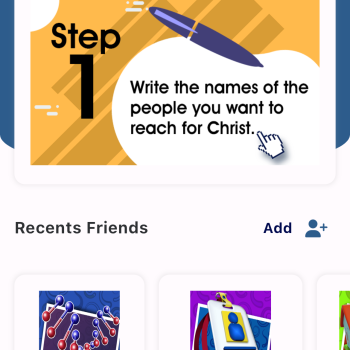 Step
1
Write the names of the
people you want to
reach for Christ.
Recents Friends
Add